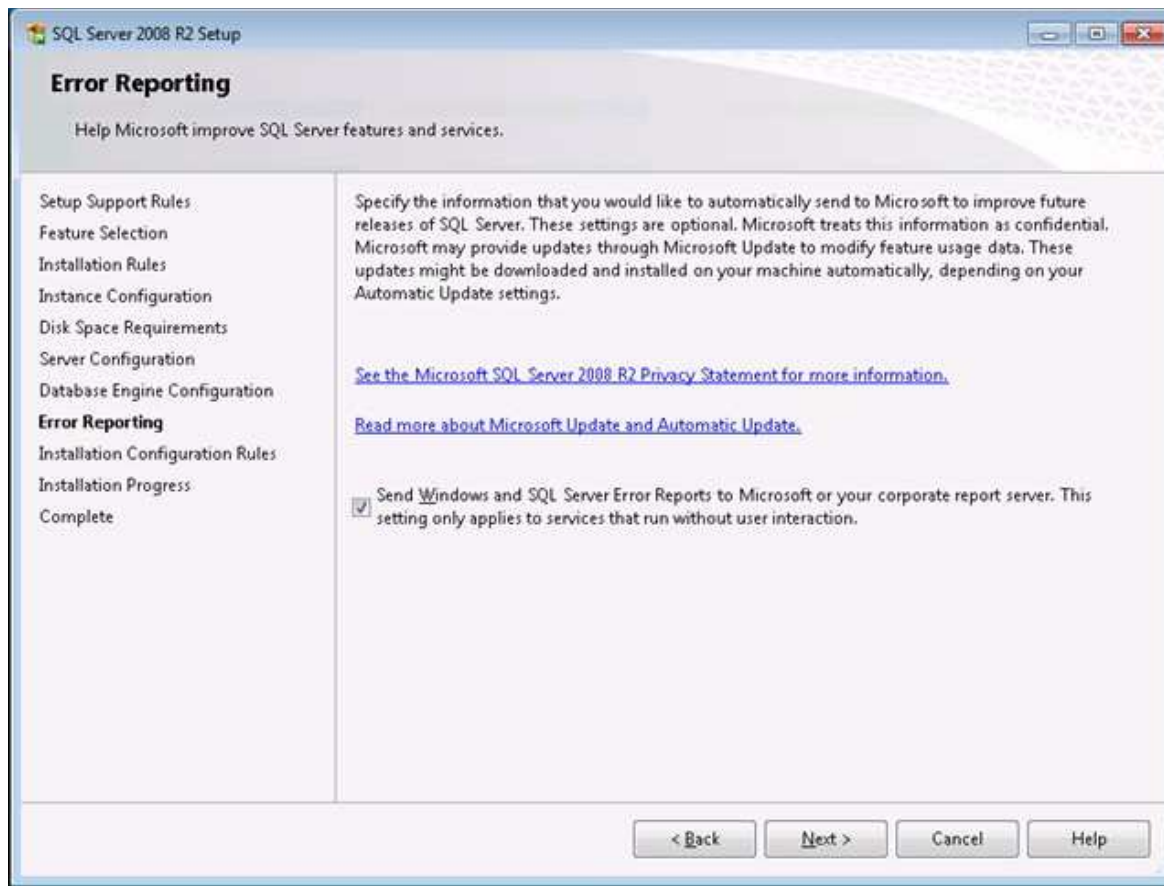 SQL Server 2008 R2 Setup
Error Reporting
Help Microsoft improve SQL Server features and services.
Setup Support Rules
Feature Selection
Installation Rules
Instance Configuration
Disk Space Requirements
Server Configuration
Database Engine Configuration
Error Reporting
Installation Configuration Rules
Installation Progress
Complete
Specify the information that you would like to automatically send to Microsoft to improve future
releases of SQL Server. These settings are optional. Microsoft treats this information as confidential.
Microsoft may provide updates through Microsoft Update to modify feature usage data. These
updates might be downloaded and installed on your machine automatically, depending on your
Automatic Update settings.
See the Microsoft SQL Server 2008 R2 Privacy Statement for more information.
Read more about Microsoft Update and Automatic Update.
Send Windows and SQL Server Error Reports to Microsoft or your corporate report server. This
setting only applies to services that run without user interaction.
< Back
Next >
Cancel
Help